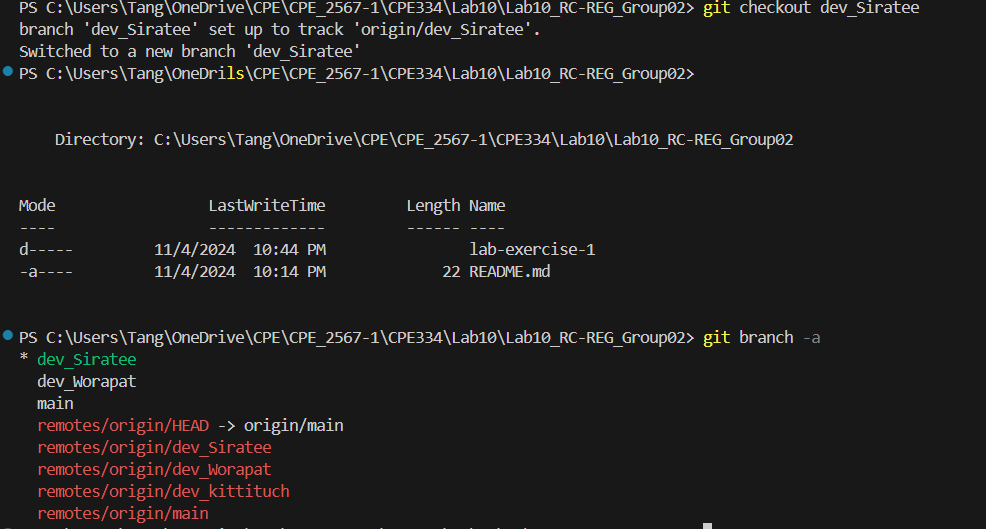 PS C:\Users\Tang\OneDrive\CPE\CPE_2567-1\CPE334\Lab10\Lab10_RC-REG_Group02> git checkout dev_Siratee
branch 'dev_Siratee' set up to track 'origin/dev_Siratee'.
Switched to a new branch 'dev_Siratee'
PS C:\Users\Tang\OneDrils\CPE\CPE_2567-1\CPE334\Lab10\Lab10_RC-REG_Group02>
Directory: C:\Users\Tang\OneDrive\CPE\CPE_2567-1\CPE334\Lab10\Lab10_RC-REG_Group02
Mode LastWriteTime Length Name
---- ------------- ------ ----
d----- 11/4/2024 10:44 PM lab-exercise-1
-a---- 11/4/2024 10:14 PM 22 README.md
PS C:\Users\Tang\OneDrive\CPE\CPE_2567-1\CPE334\Lab10\Lab10_RC-REG_Group02> git branch -a
* dev_Siratee
dev_Worapat
main
remotes/origin/HEAD -> origin/main
remotes/origin/dev_Siratee
remotes/origin/dev_Worapat
remotes/origin/dev_kittituch
remotes/origin/main